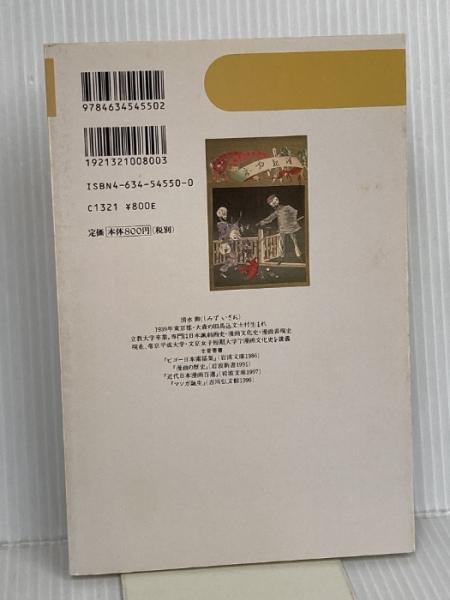 9784634545502
1921321008003
ISBN4-634-54550-0
C1321 ¥800E
定価 本体800円 (税別)
清水 勲(しみず いさお)
1939年東京都・大森の旧馬込文士村生まれ
立教大学卒業。専門は日本諷刺画史・漫画文化史・漫画表現史
現在、帝京平成大学・文京女子短期大学で漫画文化史を講義
主要著書
『ビゴー日本素描集』(岩波文庫1986)
『漫画の歴史』(岩波新書1991)
『近代日本漫画百選』(岩波文庫1997)
『マンガ誕生』(吉川弘文館1999)